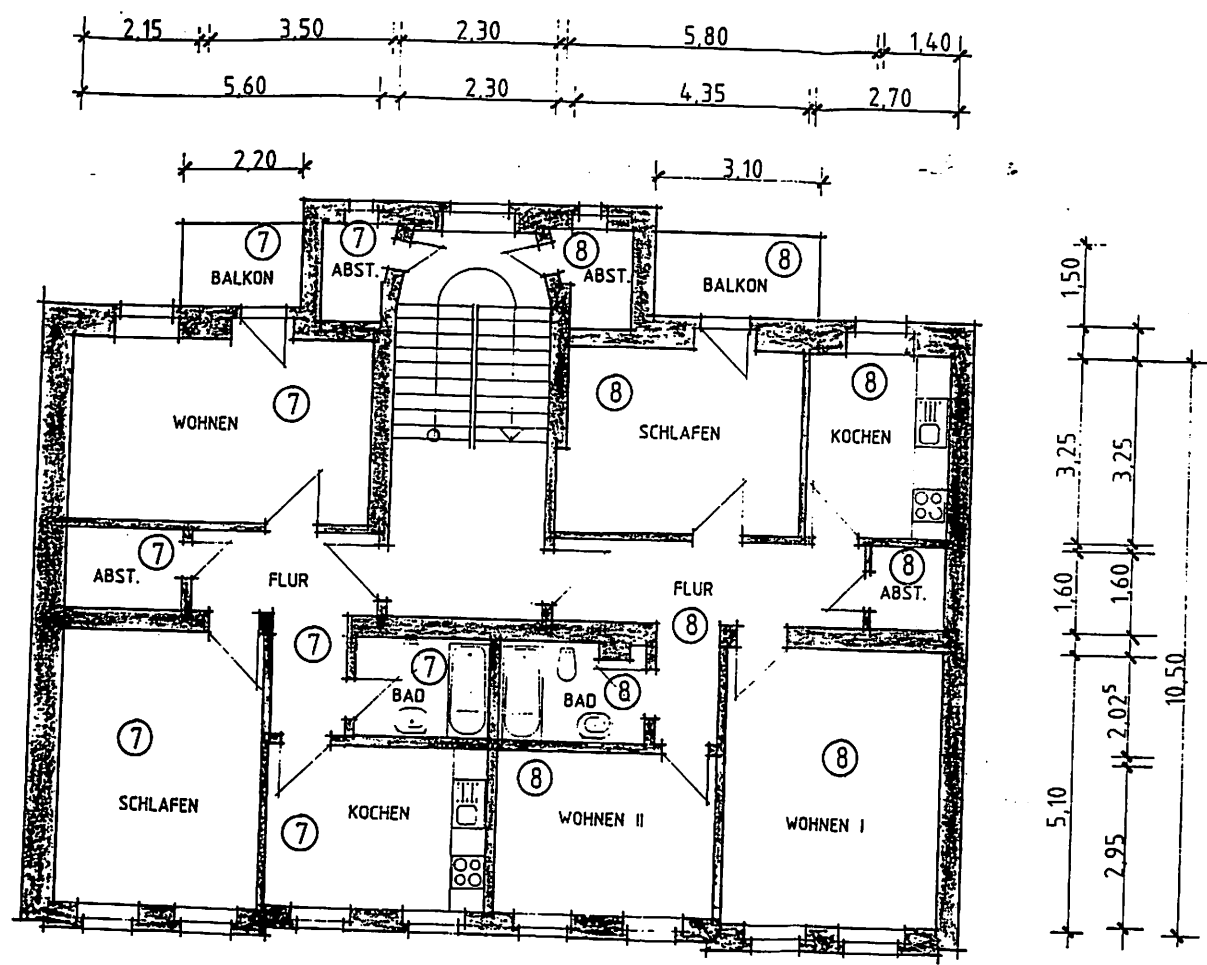 2,15 3,50 2,30 5,80 1,40
5,60 2,30 4,35 2,70
2,20 3,10
7 7 8 8
BALKON ABST. ABST. BALKON
1,50
7 8 8
WOHNEN SCHLAFEN KOCHEN
3,25 3,25
7 8
ABST. FLUR FLUR ABST.
1,60 1,60
7 8
7 8
BAD BAD
10,50
2,02⁵
7 8 8
SCHLAFEN KOCHEN WOHNEN II WOHNEN I
7
5,10
2,95